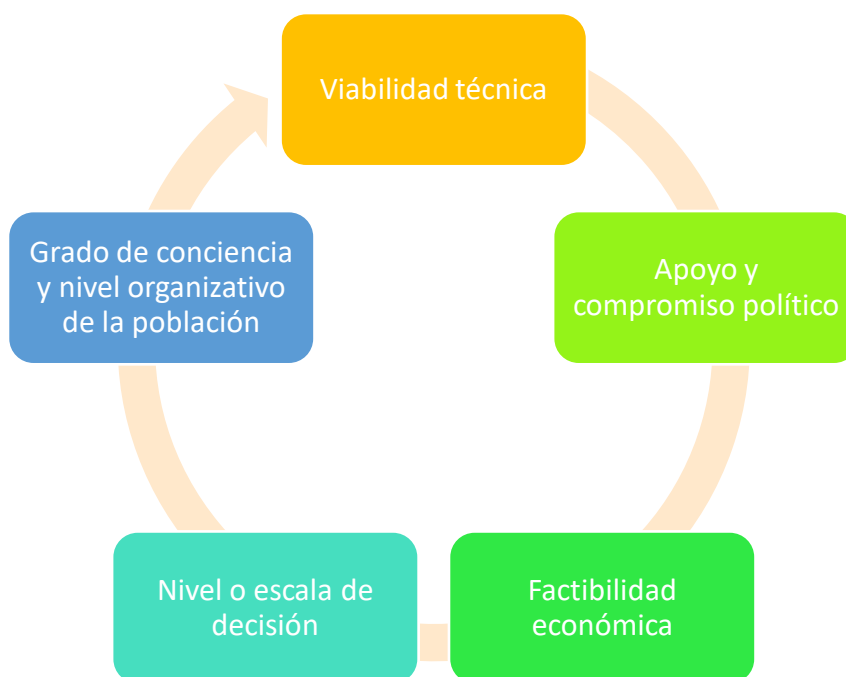 Viabilidad técnica
Apoyo y
compromiso político
Factibilidad
económica
Nivel o escala de
decisión
Grado de conciencia
y nivel organizativo
de la población